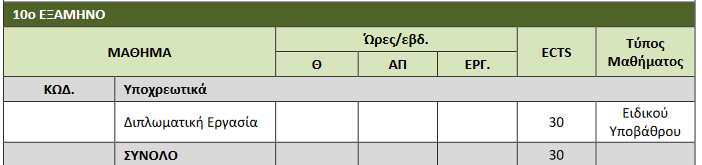 10ο ΕΞΑΜΗΝΟ
ΜΑΘΗΜΑ Ώρες/εβδ. ECTS Τύπος Μαθήματος
Θ ΑΠ ΕΡΓ.
ΚΩΔ. Υποχρεωτικά
Διπλωματική Εργασία 30 Ειδικού Υποβάθρου
ΣΥΝΟΛΟ 30